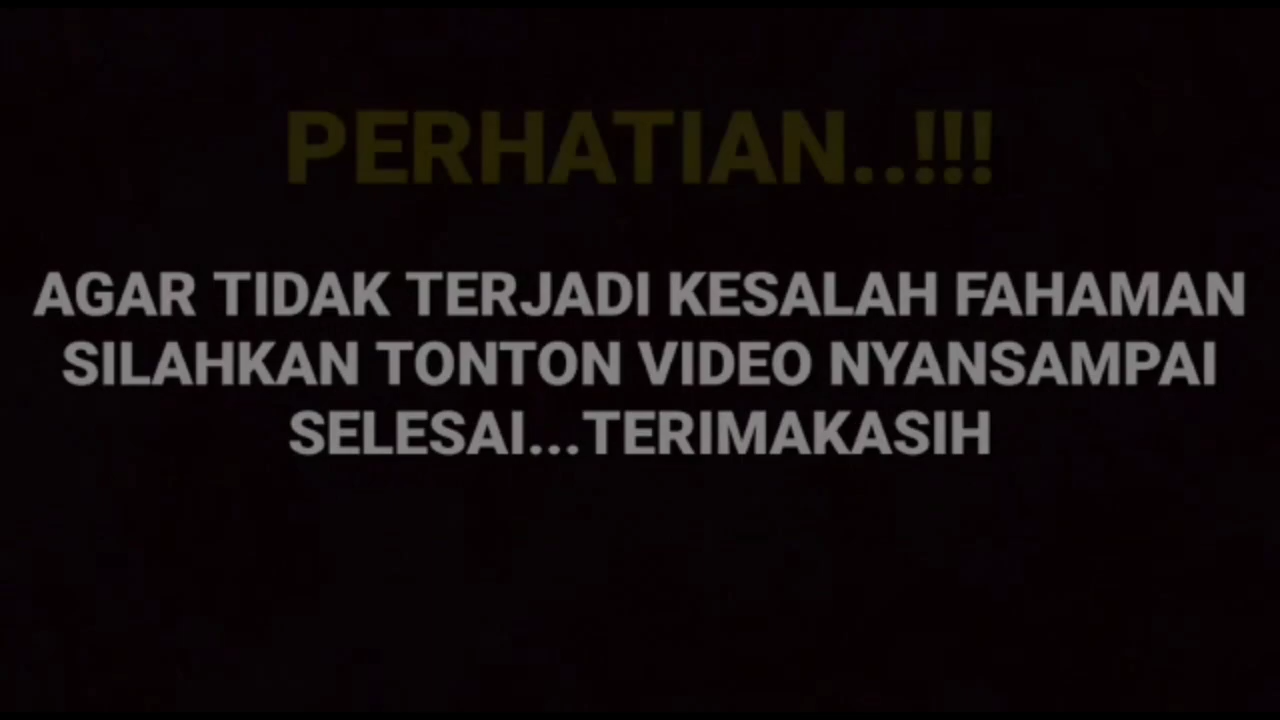 PERHATIAN..!!!
AGAR TIDAK TERJADI KESALAH FAHAMAN
SILAHKAN TONTON VIDEO NYANSAMPAI
SELESAI...TERIMAKASIH